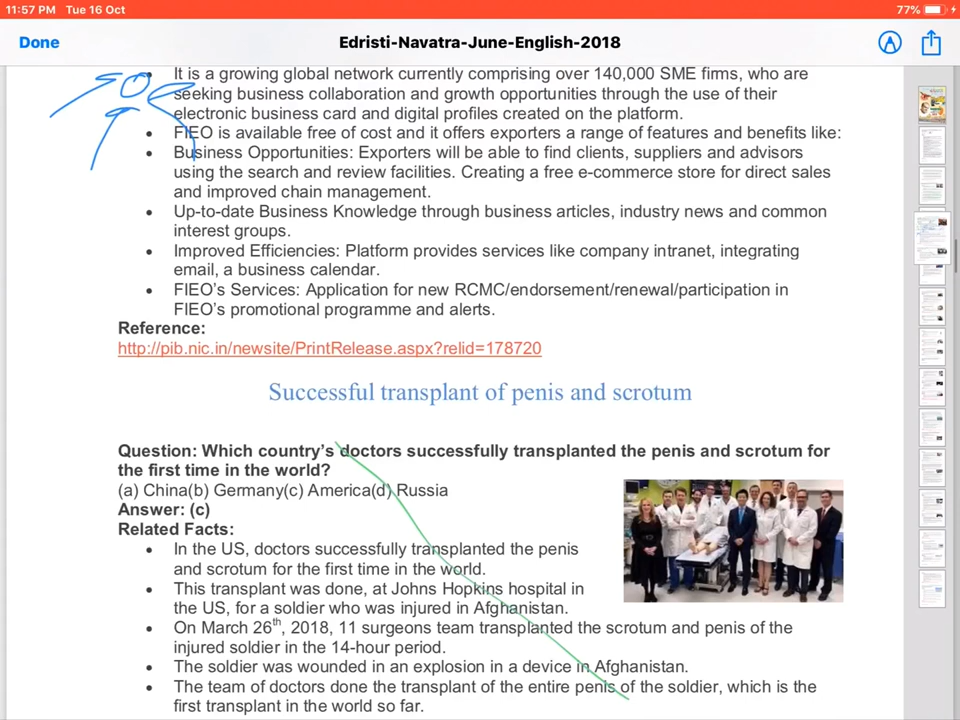 11:57 PM Tue 16 Oct 77%
Done Edristi-Navatra-June-English-2018
• It is a growing global network currently comprising over 140,000 SME firms, who are
seeking business collaboration and growth opportunities through the use of their
electronic business card and digital profiles created on the platform.
• FIEO is available free of cost and it offers exporters a range of features and benefits like:
• Business Opportunities: Exporters will be able to find clients, suppliers and advisors
using the search and review facilities. Creating a free e-commerce store for direct sales
and improved chain management.
• Up-to-date Business Knowledge through business articles, industry news and common
interest groups.
• Improved Efficiencies: Platform provides services like company intranet, integrating
email, a business calendar.
• FIEO's Services: Application for new RCMC/endorsement/renewal/participation in
FIEO's promotional programme and alerts.
Reference:
http://pib.nic.in/newsite/PrintRelease.aspx?relid=178720
Successful transplant of penis and scrotum
Question: Which country's doctors successfully transplanted the penis and scrotum for
the first time in the world?
(a) China(b) Germany(c) America(d) Russia
Answer: (c)
Related Facts:
• In the US, doctors successfully transplanted the penis
and scrotum for the first time in the world.
• This transplant was done, at Johns Hopkins hospital in
the US, for a soldier who was injured in Afghanistan.
• On March 26th, 2018, 11 surgeons team transplanted the scrotum and penis of the
injured soldier in the 14-hour period.
• The soldier was wounded in an explosion in a device in Afghanistan.
• The team of doctors done the transplant of the entire penis of the soldier, which is the
first transplant in the world so far.